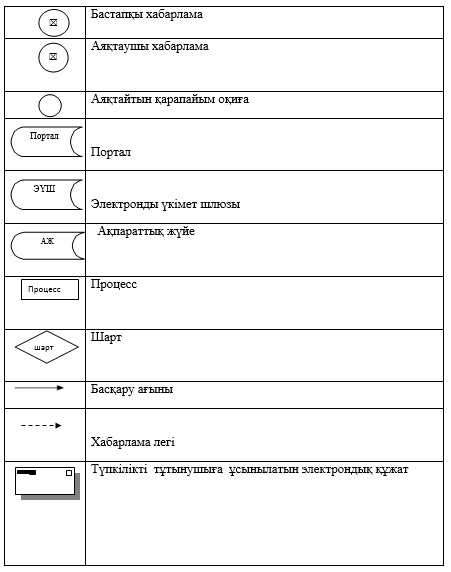 Бастапқы хабарлама
Аяқтаушы хабарлама
Аяқтайтын қарапайым оқиға
Портал
Портал
ЭҮШ
Электронды үкімет шлюзы
АЖ
Ақпараттық жүйе
Процесс
Процесс
шарт
Шарт
Басқару ағыны
Хабарлама легі
Түпкілікті тұтынушыға ұсынылатын электрондық құжат